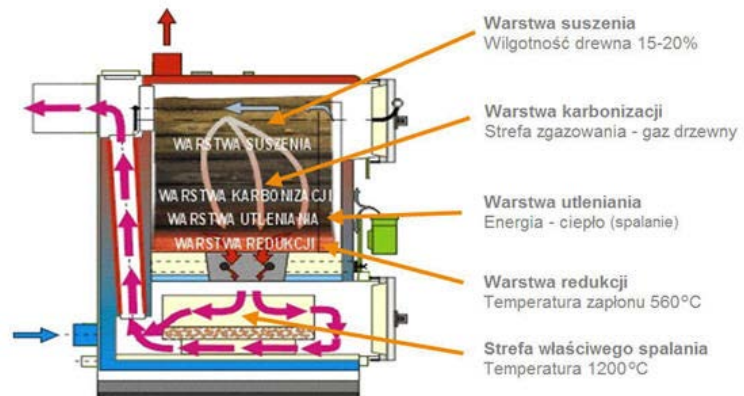 Warstwa suszenia
Wilgotność drewna 15-20%
Warstwa karbonizacji
Strefa zgazowania - gaz drzewny
Warstwa utleniania
Energia - ciepło (spalanie)
Warstwa redukcji
Temperatura zapłonu 560°C
Strefa właściwego spalania
Temperatura 1200°C
WARSTWA SUSZENIA
WARSTWA KARBONIZACJI
WARSTWA UTLENIANIA
WARSTWA REDUKCJI